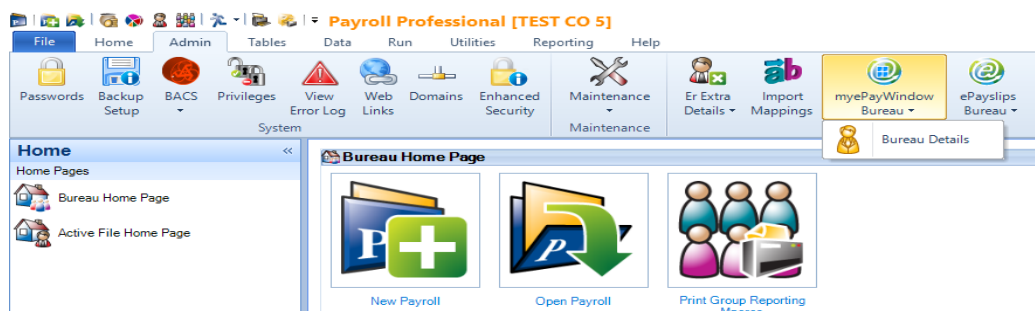 Payroll Professional [TEST CO 5]
File Home Admin Tables Data Run Utilities Reporting Help
Passwords Backup Setup BACS Privileges View Error Log Web Links Domains Enhanced Security Maintenance Er Extra Details Import Mappings myePayWindow Bureau ePayslips Bureau
System Maintenance
Bureau Details
Home «
Home Pages
Bureau Home Page
Active File Home Page
Bureau Home Page
New Payroll Open Payroll Print Group Reporting